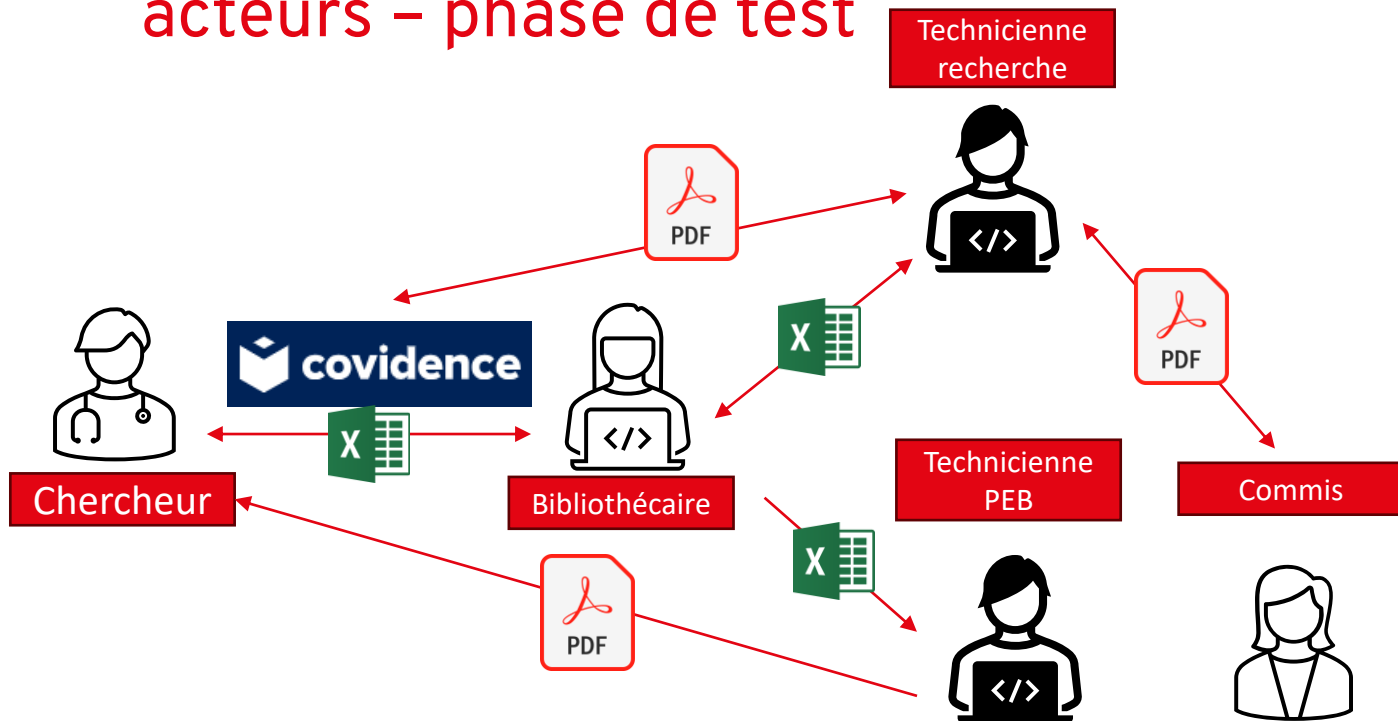 acteurs – phase de test
Technicienne
recherche
PDF
</>
X
PDF
covidence
X
</>
Chercheur
Bibliothécaire
Technicienne
PEB
Commis
X
PDF
</>